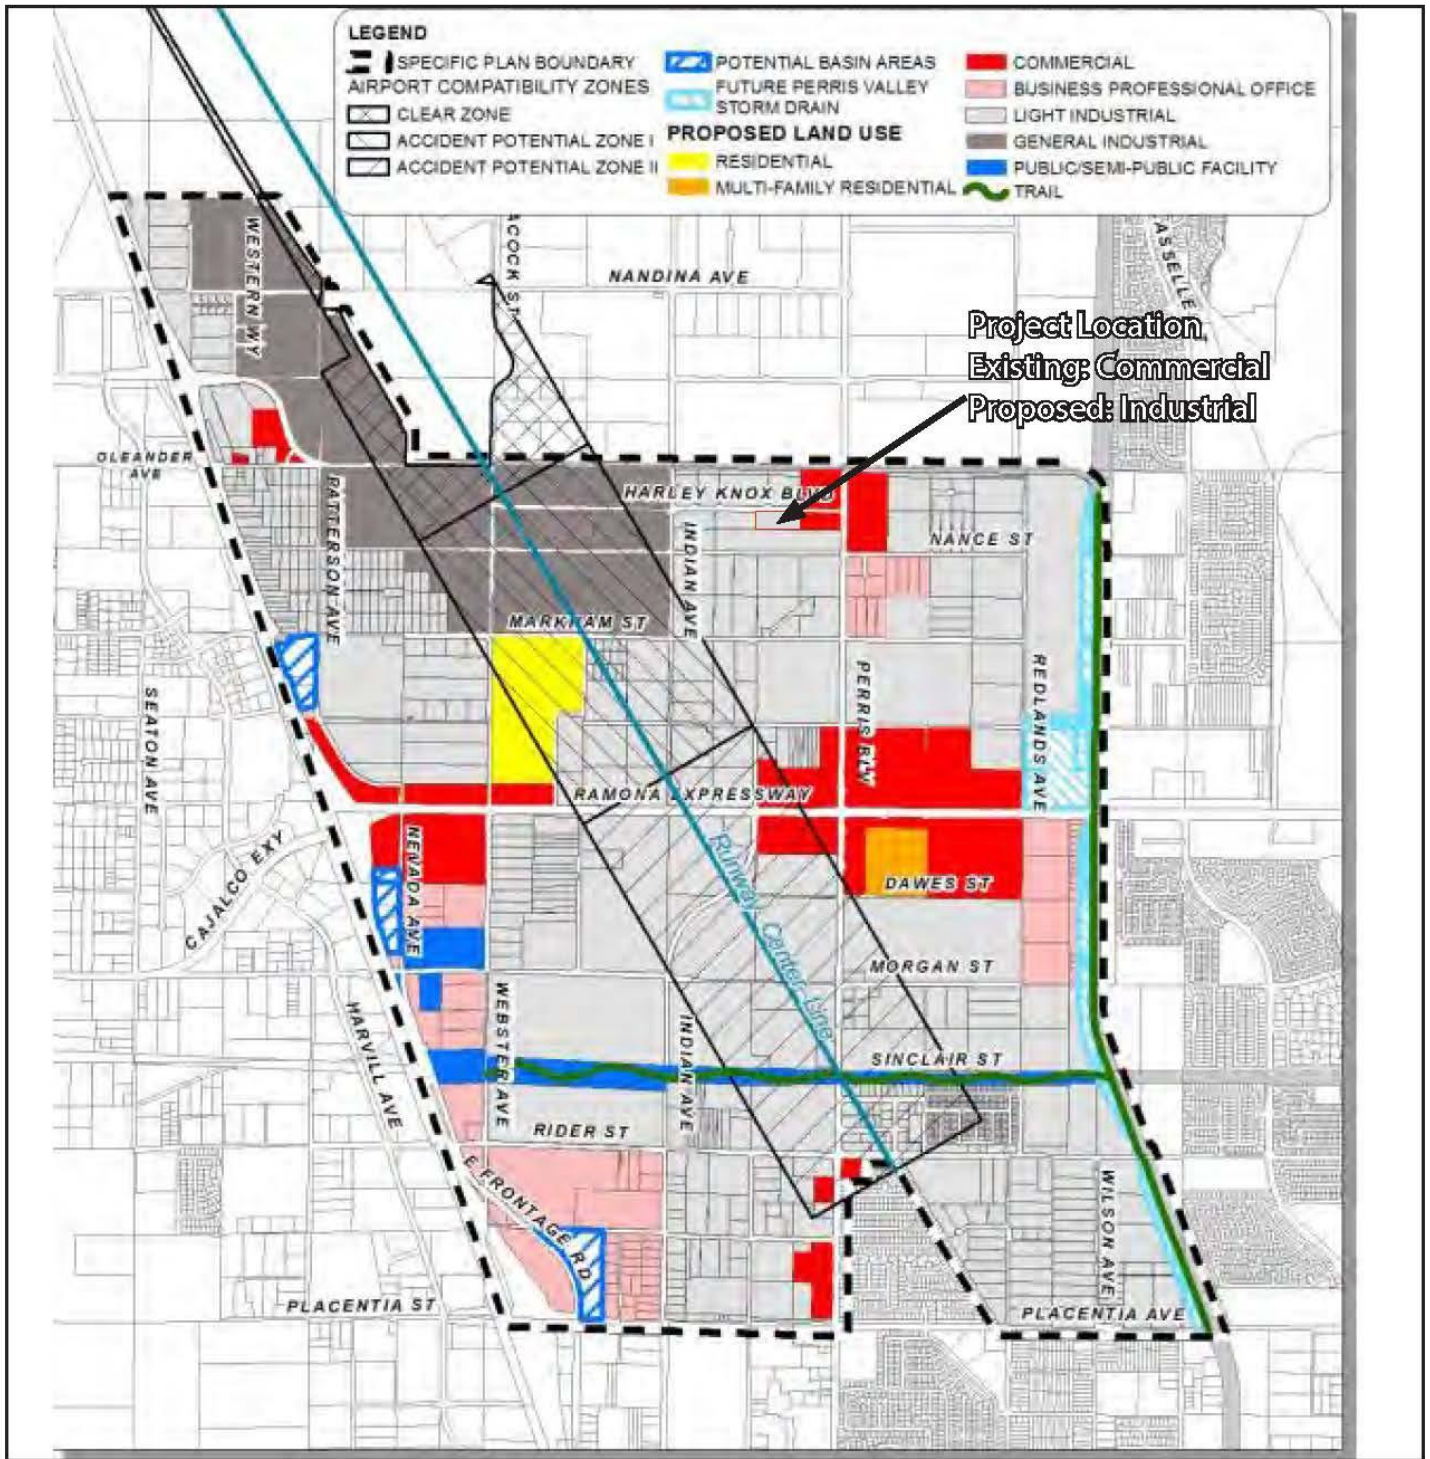 LEGEND
SPECIFIC PLAN BOUNDARY
AIRPORT COMPATIBILITY ZONES
CLEAR ZONE
ACCIDENT POTENTIAL ZONE I
ACCIDENT POTENTIAL ZONE II
POTENTIAL BASIN AREAS
FUTURE PERRIS VALLEY
STORM DRAIN
PROPOSED LAND USE
RESIDENTIAL
MULTI-FAMILY RESIDENTIAL
COMMERCIAL
BUSINESS PROFESSIONAL OFFICE
LIGHT INDUSTRIAL
GENERAL INDUSTRIAL
PUBLIC/SEMI-PUBLIC FACILITY
TRAIL
WESTERN WY
ACOCK ST
NANDINA AVE
Project Location
Existing: Commercial
Proposed: Industrial
OLEANDER
AVE
PATTERSON AVE
HARLEY KNOX BLVD
INDIAN AVE
NANCE ST
MARKHAM ST
SEATON AVE
PERRIS BLV
REDLANDS AVE
RAMONA EXPRESSWAY
CAJALCO EXY
NEVADA AVE
Runway Center Line
DAWES ST
MORGAN ST
HARVILL AVE
WEBSTER AVE
INDIAN AVE
SINCLAIR ST
RIDER ST
E FRONTAGE RD
WILSON AVE
PLACENTIA ST
PLACENTIA AVE